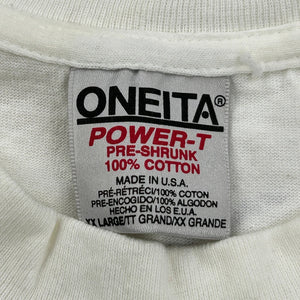 ONEITA®
POWER-T
PRE-SHRUNK
100% COTTON
MADE IN U.S.A.
PRÉ-RÉTRÉCI/100% COTON
PRE-ENCOGIDO/100% ALGODON
HECHO EN LOS E.U.A.
XX LARGE/TT GRAND/XX GRANDE